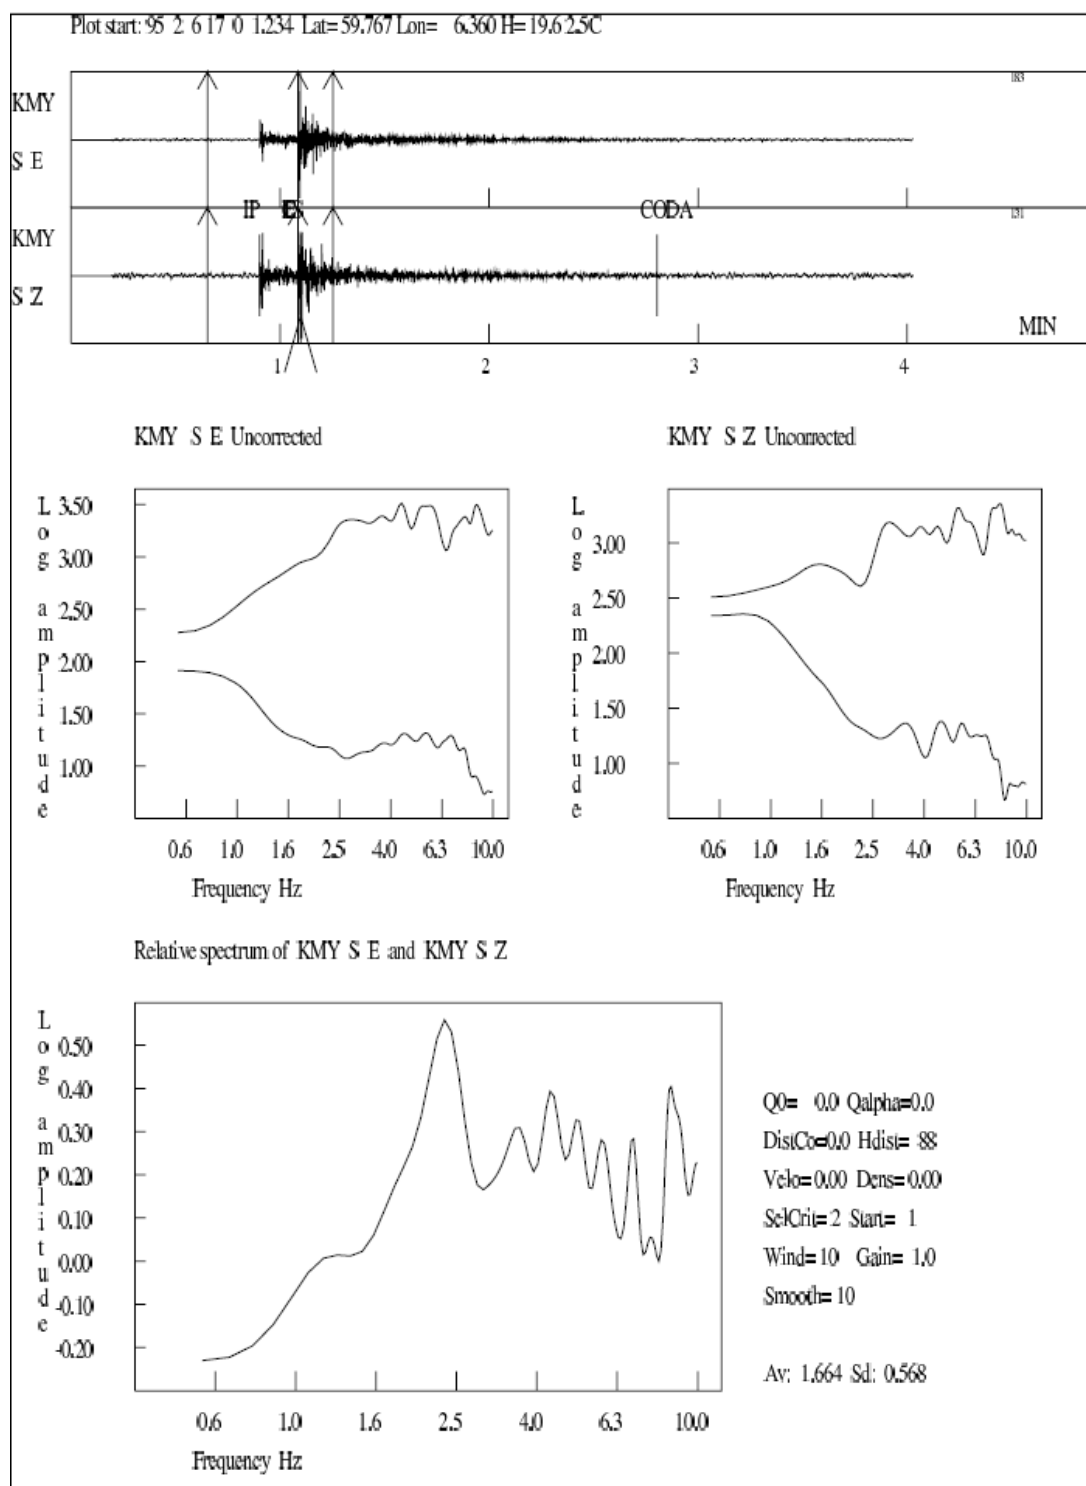 Plot start: 95 2 6 17 0 1.234 Lat= 59.767 Lon= 6.360 H= 19.6 2.5C
KMY
S E
183
IP ES CODA
KMY
S Z
131
MIN
1 2 3 4
KMY S E Uncorrected
Log amplitude
3.50
3.00
2.50
2.00
1.50
1.00
0.6 1.0 1.6 2.5 4.0 6.3 10.0
Frequency Hz
KMY S Z Uncorrected
Log amplitude
3.00
2.50
2.00
1.50
1.00
0.6 1.0 1.6 2.5 4.0 6.3 10.0
Frequency Hz
Relative spectrum of KMY S E and KMY S Z
Log amplitude
0.50
0.40
0.30
0.20
0.10
0.00
-0.10
-0.20
0.6 1.0 1.6 2.5 4.0 6.3 10.0
Frequency Hz
Q0= 0.0 Qalpha=0.0
DistCo=0.0 Hdist= 88
Velo= 0.00 Dens= 0.00
SelCrit= 2 Start= 1
Wind= 10 Gain= 1.0
Smooth= 10
Av: 1.664 Sd: 0.568